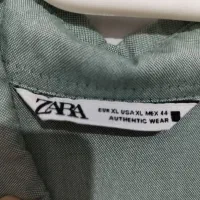 ZARA
EUR XL USA XL MEX 44
AUTHENTIC WEAR